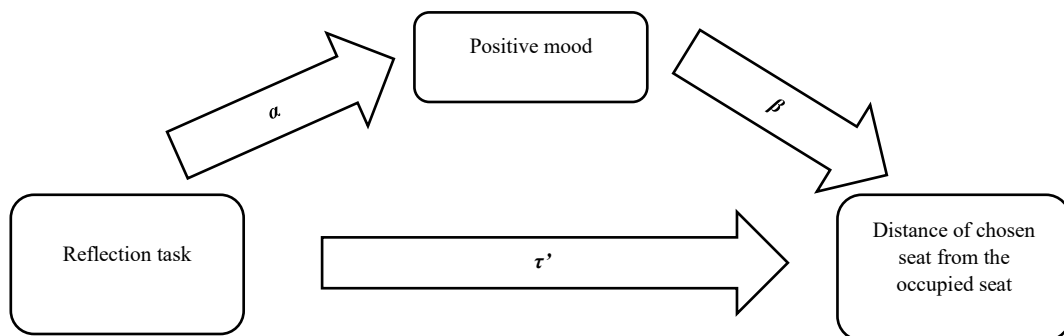 Positive mood
α
β
Reflection task
τ’
Distance of chosen
seat from the
occupied seat